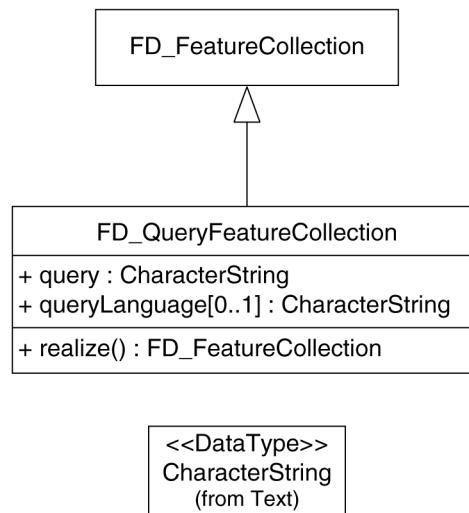 FD_FeatureCollection
FD_QueryFeatureCollection
+ query : CharacterString
+ queryLanguage[0..1] : CharacterString
+ realize() : FD_FeatureCollection
<<DataType>>
CharacterString
(from Text)